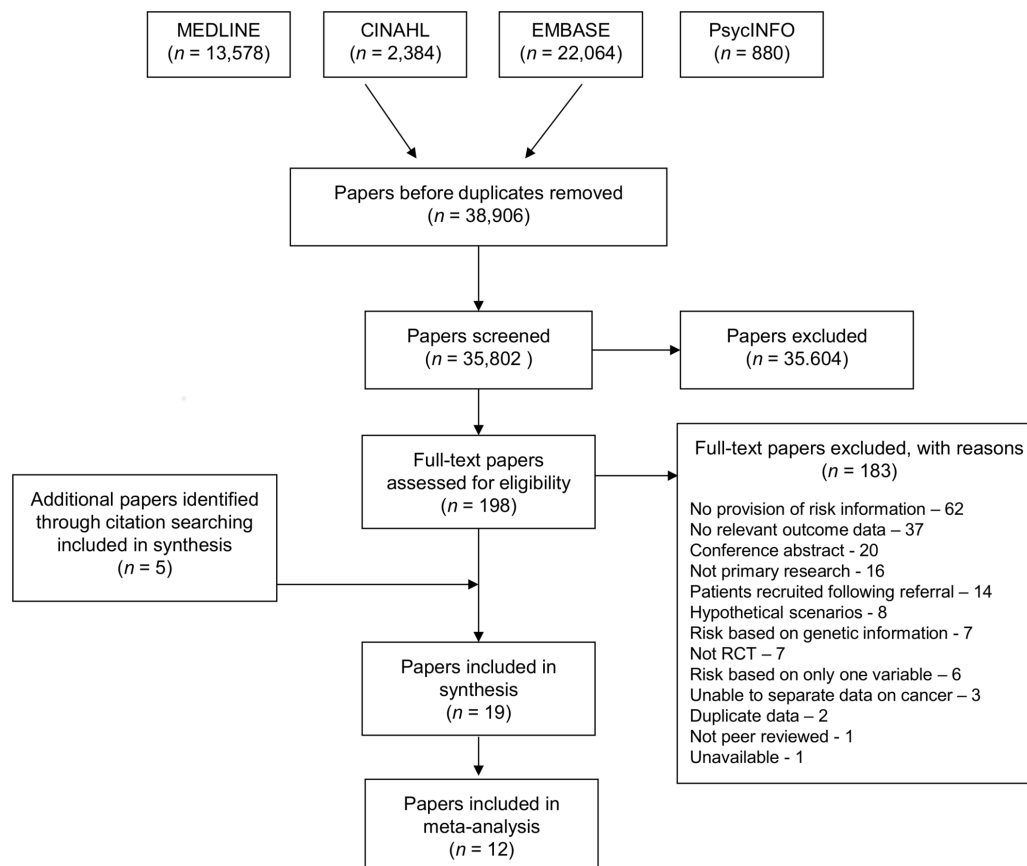 MEDLINE
(n = 13,578)
CINAHL
(n = 2,384)
EMBASE
(n = 22,064)
PsycINFO
(n = 880)
Papers before duplicates removed
(n = 38,906)
Papers screened
(n = 35,802 )
Papers excluded
(n = 35.604)
Full-text papers
assessed for eligibility
(n = 198)
Full-text papers excluded, with reasons
(n = 183)
No provision of risk information – 62
No relevant outcome data – 37
Conference abstract - 20
Not primary research - 16
Patients recruited following referral – 14
Hypothetical scenarios - 8
Risk based on genetic information - 7
Not RCT – 7
Risk based on only one variable – 6
Unable to separate data on cancer – 3
Duplicate data – 2
Not peer reviewed - 1
Unavailable - 1
Additional papers identified
through citation searching
included in synthesis
(n = 5)
Papers included in
synthesis
(n = 19)
Papers included in
meta-analysis
(n = 12)